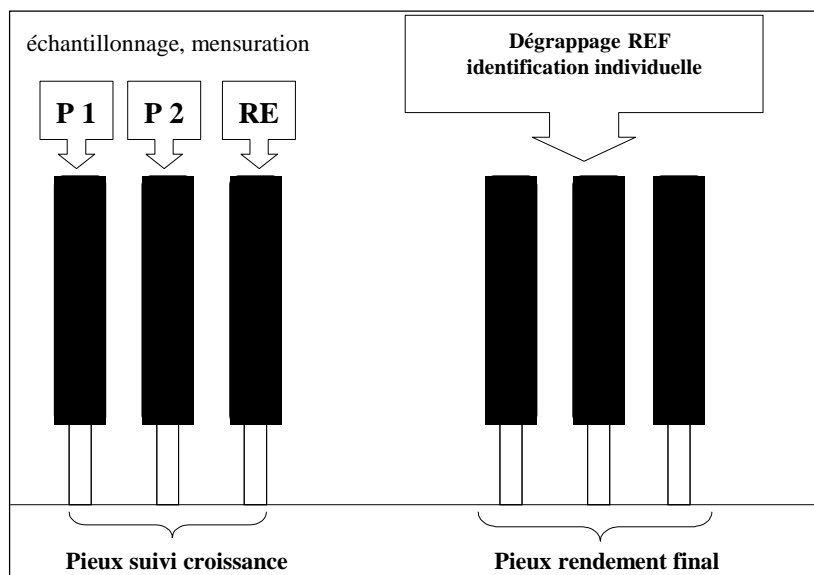 échantillonnage, mensuration
P 1
P 2
RE
Dégrappage REF
identification individuelle
Pieux suivi croissance
Pieux rendement final